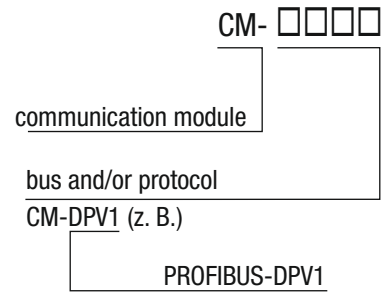 CM- □□□□
communication module
bus and/or protocol
CM-DPV1 (z. B.)
PROFIBUS-DPV1